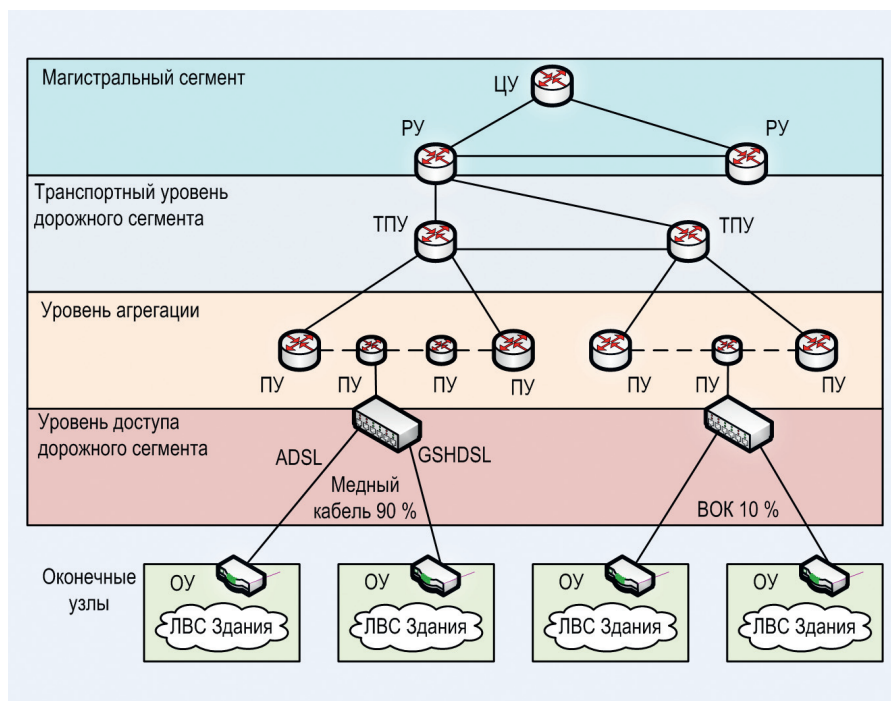 Магистральный сегмент
ЦУ
РУ
РУ
Транспортный уровень
дорожного сегмента
ТПУ
ТПУ
Уровень агрегации
ПУ
ПУ
ПУ
ПУ
ПУ
ПУ
ПУ
Уровень доступа
дорожного сегмента
ADSL
GSHDSL
Медный
кабель 90 %
ВОК 10 %
Оконечные
узлы
ОУ
ОУ
ОУ
ОУ
ЛВС Здания
ЛВС Здания
ЛВС Здания
ЛВС Здания